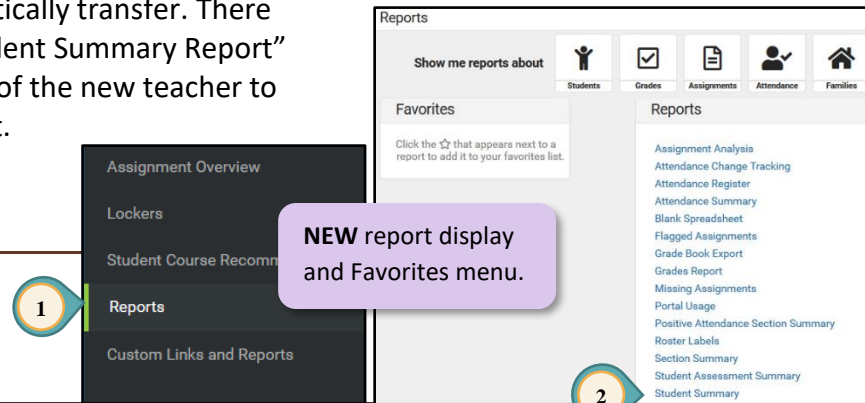 tically transfer. There
dent Summary Report”
of the new teacher to
Assignment Overview
Lockers
Student Course Recomm
1
Reports
Custom Links and Reports
NEW report display
and Favorites menu.
Reports
Show me reports about
Students
Grades
Assignments
Attendance
Families
Favorites
Click the ☆ that appears next to a
report to add it to your favorites list.
Reports
Assignment Analysis
Attendance Change Tracking
Attendance Register
Attendance Summary
Blank Spreadsheet
Flagged Assignments
Grade Book Export
Grades Report
Missing Assignments
Portal Usage
Positive Attendance Section Summary
Roster Labels
Section Summary
Student Assessment Summary
2
Student Summary